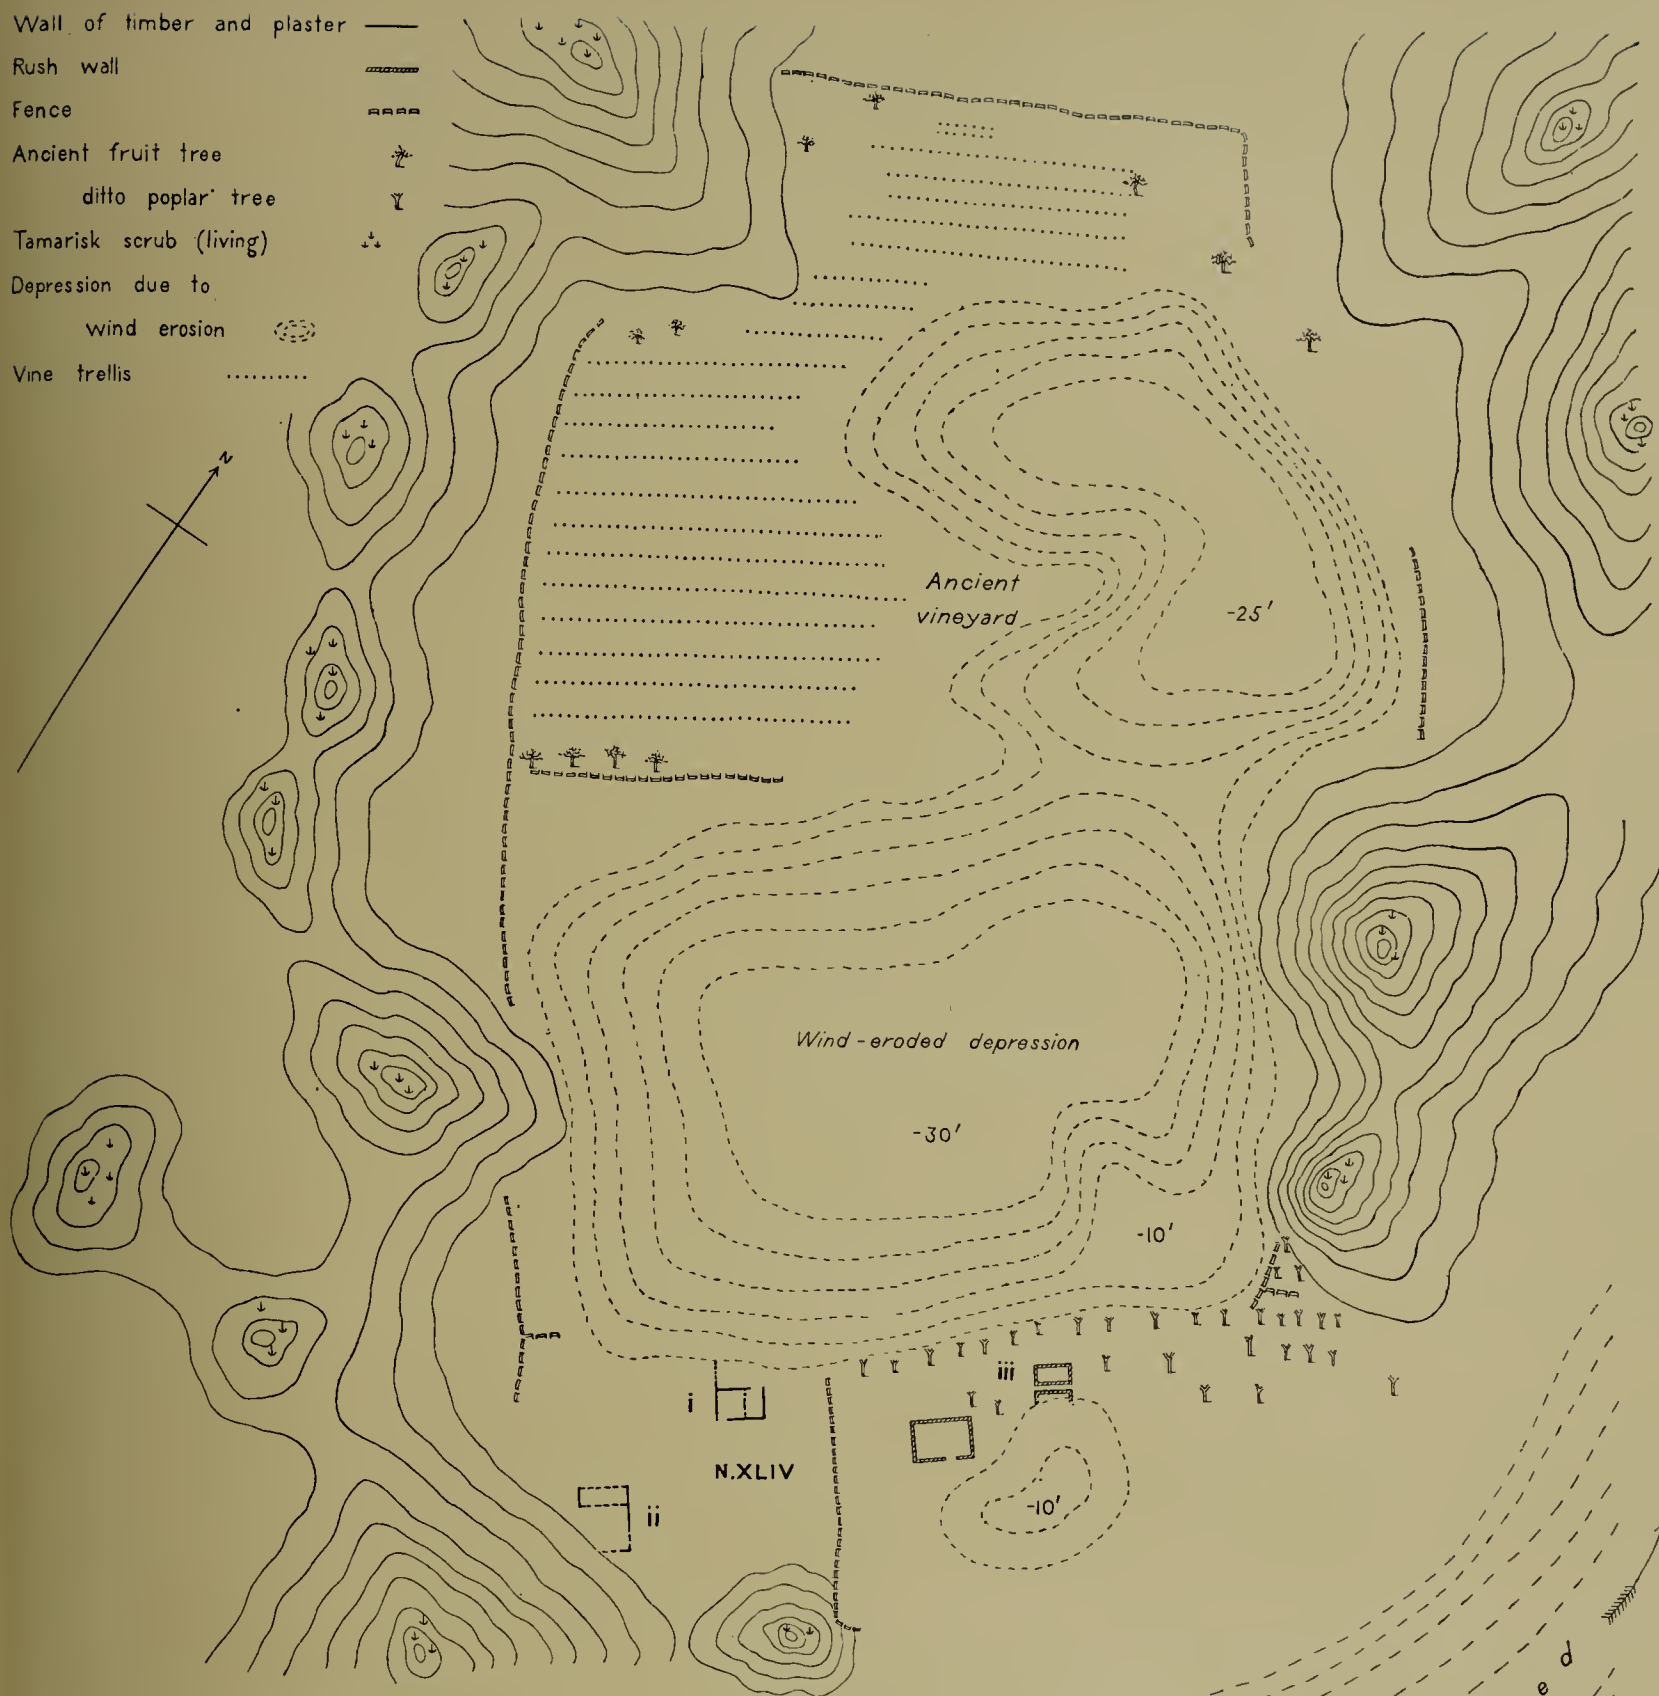 Wall of timber and plaster
Rush wall
Fence
Ancient fruit tree
ditto poplar tree
Tamarisk scrub (living)
Depression due to
wind erosion
Vine trellis
N
Ancient
vineyard
-25'
Wind-eroded depression
-30'
-10'
iii
i
N.XLIV
ii
-10'
d
e